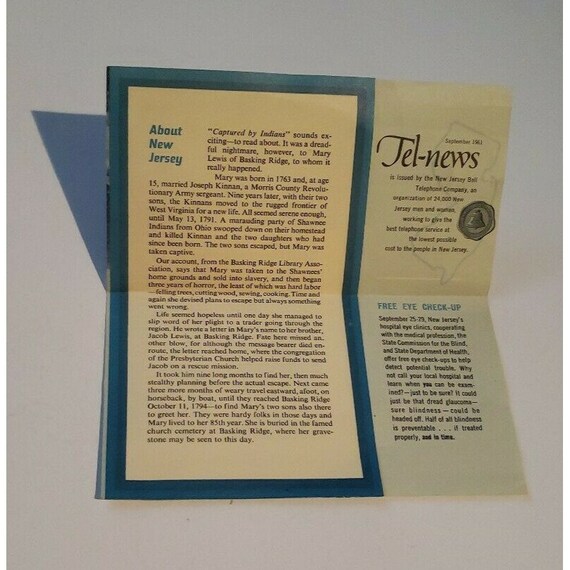 About
New
Jersey
"Captured by Indians" sounds ex-
citing—to read about. It was a dread-
ful nightmare, however, to Mary
Lewis of Basking Ridge, to whom it
really happened.
Mary was born in 1763 and, at age
15, married Joseph Kinnan, a Morris County Revolu-
tionary Army sergeant. Nine years later, with their two
sons, the Kinnans moved to the rugged frontier of
West Virginia for a new life. All seemed serene enough,
until May 13, 1791. A marauding party of Shawnee
Indians from Ohio swooped down on their homestead
and killed Kinnan and the two daughters who had
since been born. The two sons escaped, but Mary was
taken captive.
Our account, from the Basking Ridge Library Asso-
ciation, says that Mary was taken to the Shawnees'
home grounds and sold into slavery, and then began
three years of horror, the least of which was hard labor
—felling trees, cutting wood, sewing, cooking. Time and
again she devised plans to escape but always something
went wrong.
Life seemed hopeless until one day she managed to
slip word of her plight to a trader going through the
region. He wrote a letter in Mary's name to her brother,
Jacob Lewis, at Basking Ridge. Fate here missed an-
other blow, for although the message bearer died en-
route, the letter reached home, where the congregation
of the Presbyterian Church helped raise funds to send
Jacob on a rescue mission.
It took him nine long months to find her, then much
stealthy planning before the actual escape. Next came
three more months of weary travel eastward, afoot, on
horseback, by boat, until they reached Basking Ridge
October 11, 1794—to find Mary's two sons also there
to greet her. They were hardy folks in those days and
Mary lived to her 85th year. She is buried in the famed
church cemetery at Basking Ridge, where her grave-
stone may be seen to this day.
September 1961
Tel-news
is issued by the New Jersey Bell
Telephone Company, an
organization of 24,000 New
Jersey men and women,
working to give the
best telephone service at
the lowest possible
cost to the people in New Jersey.
FREE EYE CHECK-UP
September 25-29, New Jersey's
hospital eye clinics, cooperating
with the medical profession, the
State Commission for the Blind,
and State Department of Health,
offer free eye check-ups to help
detect potential trouble. Why
not call your local hospital and
learn when you can be exam-
ined?—just to be sure? It could
just be that dread glaucoma—
sure blindness—could be
headed off. Half of all blindness
is preventable . . . if treated
properly, and in time.